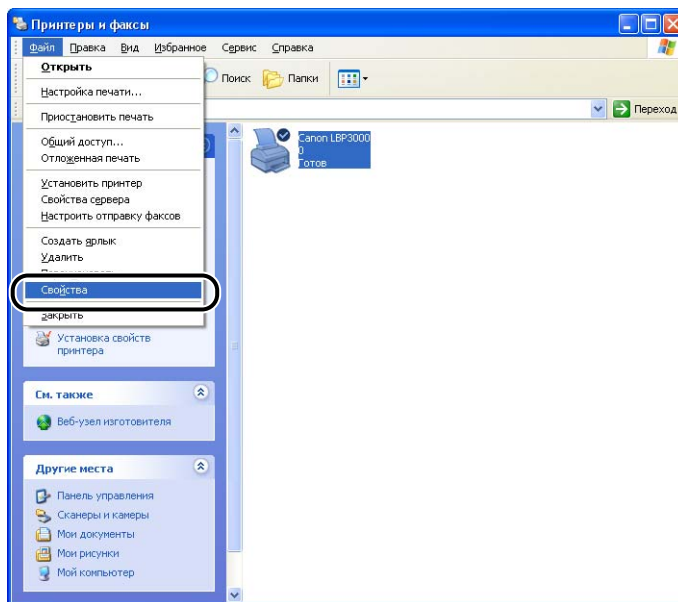 Принтеры и факсы
Файл Правка Вид Избранное Сервис Справка
Поиск Папки
Переход
Открыть
Настройка печати...
Приостановить печать
Общий доступ...
Отложенная печать
Установить принтер
Свойства сервера
Настроить отправку факсов
Создать ярлык
Удалить
Свойства
Закрыть
Canon LBP3000
0
Готов
Установка свойств
принтера
См. также
Веб-узел изготовителя
Другие места
Панель управления
Сканеры и камеры
Мои документы
Мои рисунки
Мой компьютер